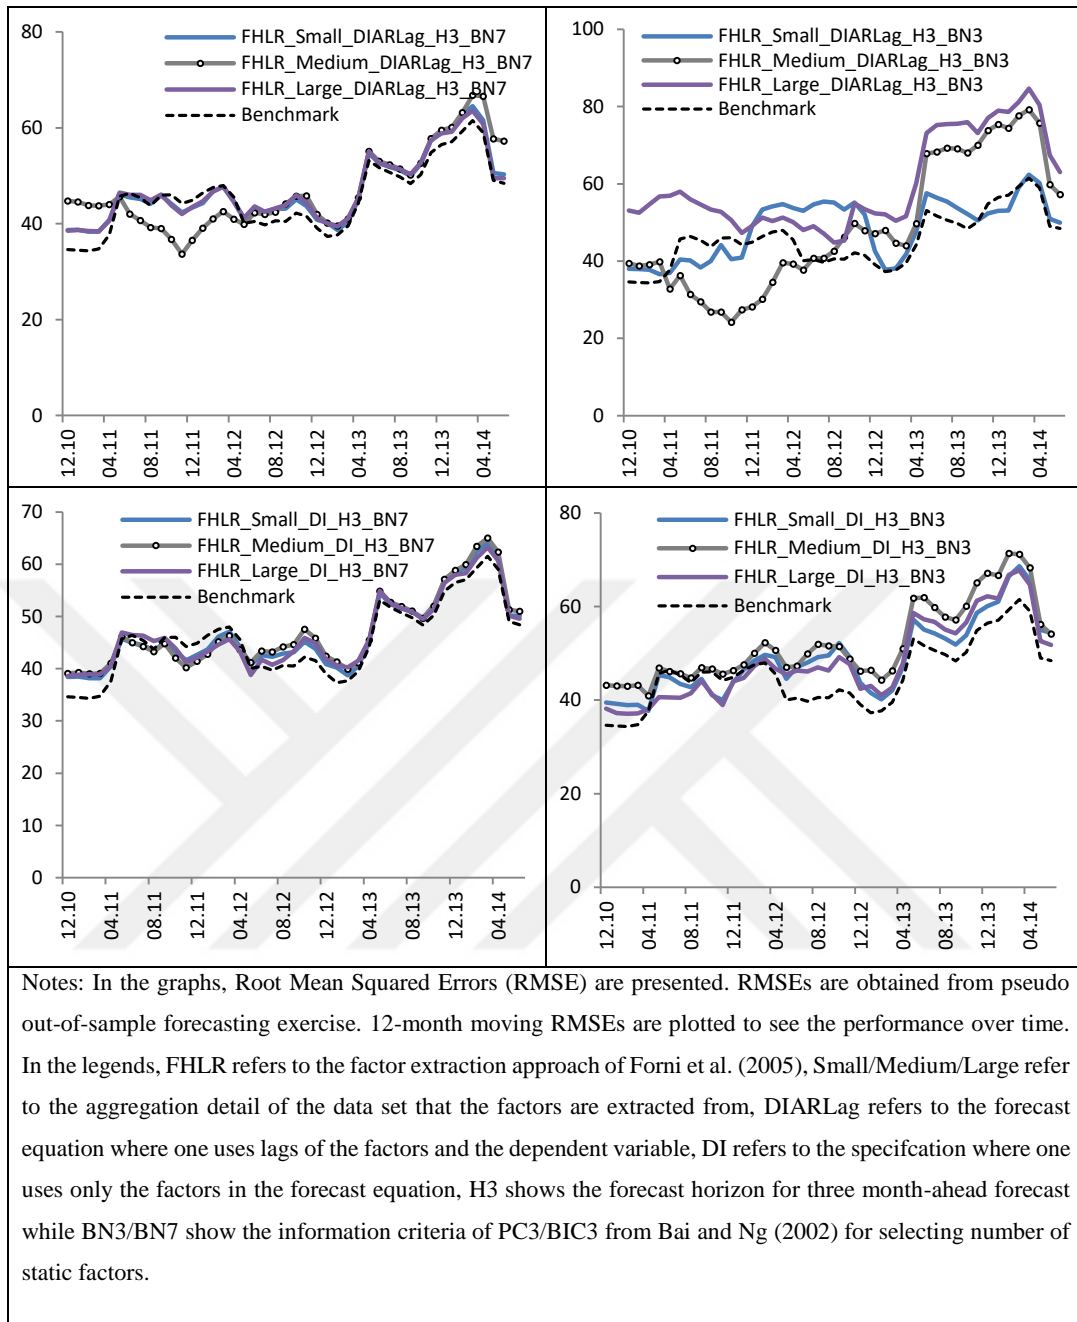 80
60
40
20
0
FHLR_Small_DIARLag_H3_BN7
FHLR_Medium_DIARLag_H3_BN7
FHLR_Large_DIARLag_H3_BN7
Benchmark
12.10
04.11
08.11
12.11
04.12
08.12
12.12
04.13
08.13
12.13
04.14
100
80
60
40
20
0
FHLR_Small_DIARLag_H3_BN3
FHLR_Medium_DIARLag_H3_BN3
FHLR_Large_DIARLag_H3_BN3
Benchmark
12.10
04.11
08.11
12.11
04.12
08.12
12.12
04.13
08.13
12.13
04.14
70
60
50
40
30
20
10
0
FHLR_Small_DI_H3_BN7
FHLR_Medium_DI_H3_BN7
FHLR_Large_DI_H3_BN7
Benchmark
12.10
04.11
08.11
12.11
04.12
08.12
12.12
04.13
08.13
12.13
04.14
80
60
40
20
0
FHLR_Small_DI_H3_BN3
FHLR_Medium_DI_H3_BN3
FHLR_Large_DI_H3_BN3
Benchmark
12.10
04.11
08.11
12.11
04.12
08.12
12.12
04.13
08.13
12.13
04.14
Notes: In the graphs, Root Mean Squared Errors (RMSE) are presented. RMSEs are obtained from pseudo
out-of-sample forecasting exercise. 12-month moving RMSEs are plotted to see the performance over time.
In the legends, FHLR refers to the factor extraction approach of Forni et al. (2005), Small/Medium/Large refer
to the aggregation detail of the data set that the factors are extracted from, DIARLag refers to the forecast
equation where one uses lags of the factors and the dependent variable, DI refers to the specifcation where one
uses only the factors in the forecast equation, H3 shows the forecast horizon for three month-ahead forecast
while BN3/BN7 show the information criteria of PC3/BIC3 from Bai and Ng (2002) for selecting number of
static factors.